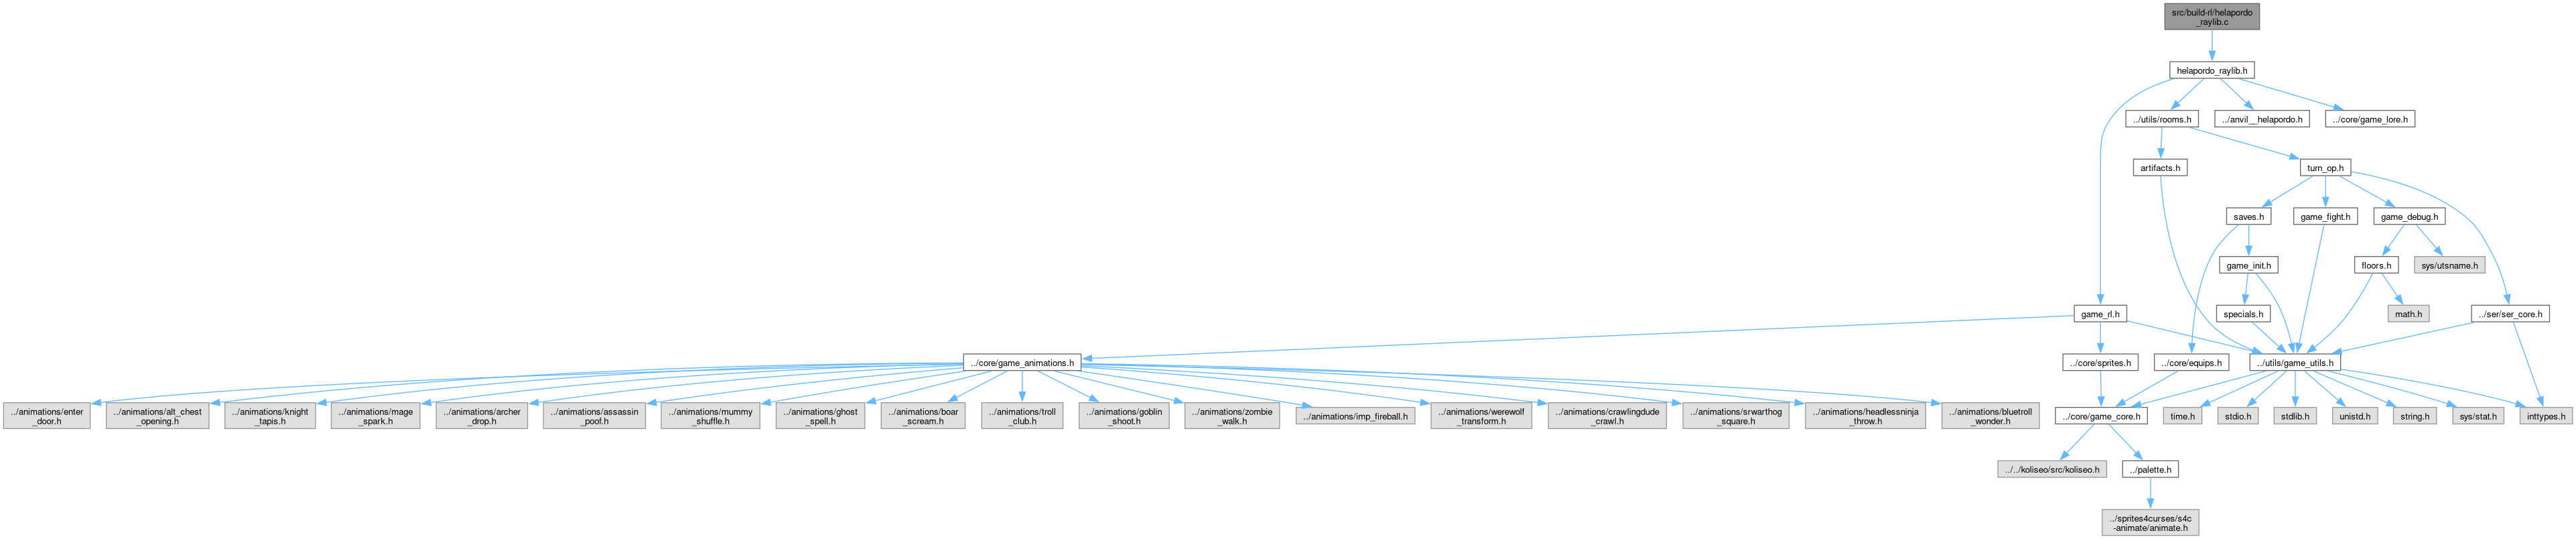 src/build-rl/helapordo
_raylib.c
helapordo_raylib.h
../utils/rooms.h
../anvil__helapordo.h
../core/game_lore.h
artifacts.h
turn_op.h
saves.h
game_fight.h
game_debug.h
game_init.h
floors.h
sys/utsname.h
game_rl.h
specials.h
math.h
../ser/ser_core.h
../core/game_animations.h
../core/sprites.h
../core/equips.h
../utils/game_utils.h
../animations/enter
_door.h
../animations/alt_chest
_opening.h
../animations/knight
_tapis.h
../animations/mage
_spark.h
../animations/archer
_drop.h
../animations/assassin
_poof.h
../animations/mummy
_shuffle.h
../animations/ghost
_spell.h
../animations/boar
_scream.h
../animations/troll
_club.h
../animations/goblin
_shoot.h
../animations/zombie
_walk.h
../animations/imp_fireball.h
../animations/werewolf
_transform.h
../animations/crawlingdude
_crawl.h
../animations/srwarthog
_square.h
../animations/headlessninja
_throw.h
../animations/bluetroll
_wonder.h
../core/game_core.h
time.h
stdio.h
stdlib.h
unistd.h
string.h
sys/stat.h
inttypes.h
../../koliseo/src/koliseo.h
../palette.h
../sprites4curses/s4c
-animate/animate.h